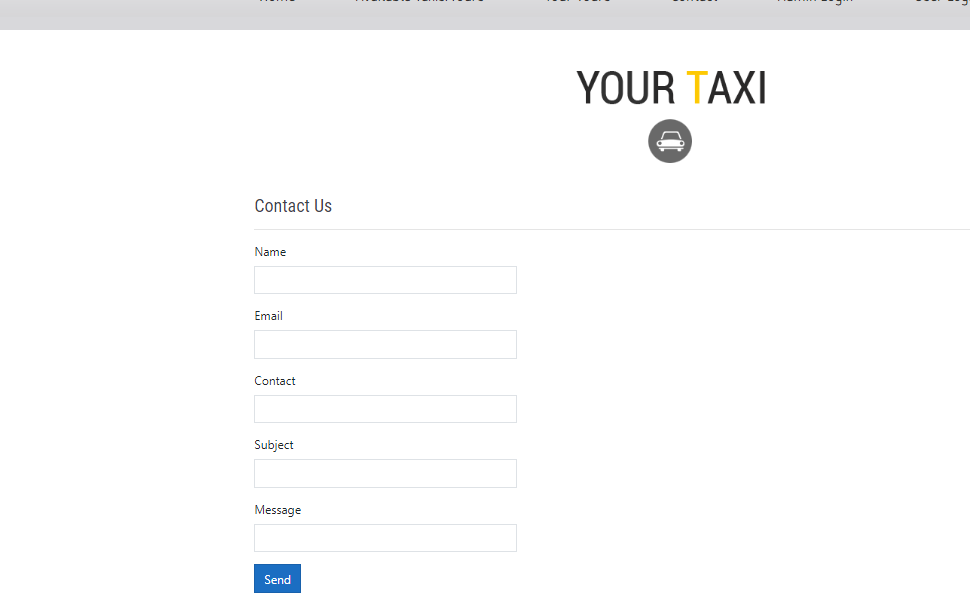 YOUR TAXI
Contact Us
Name
Email
Contact
Subject
Message
Send